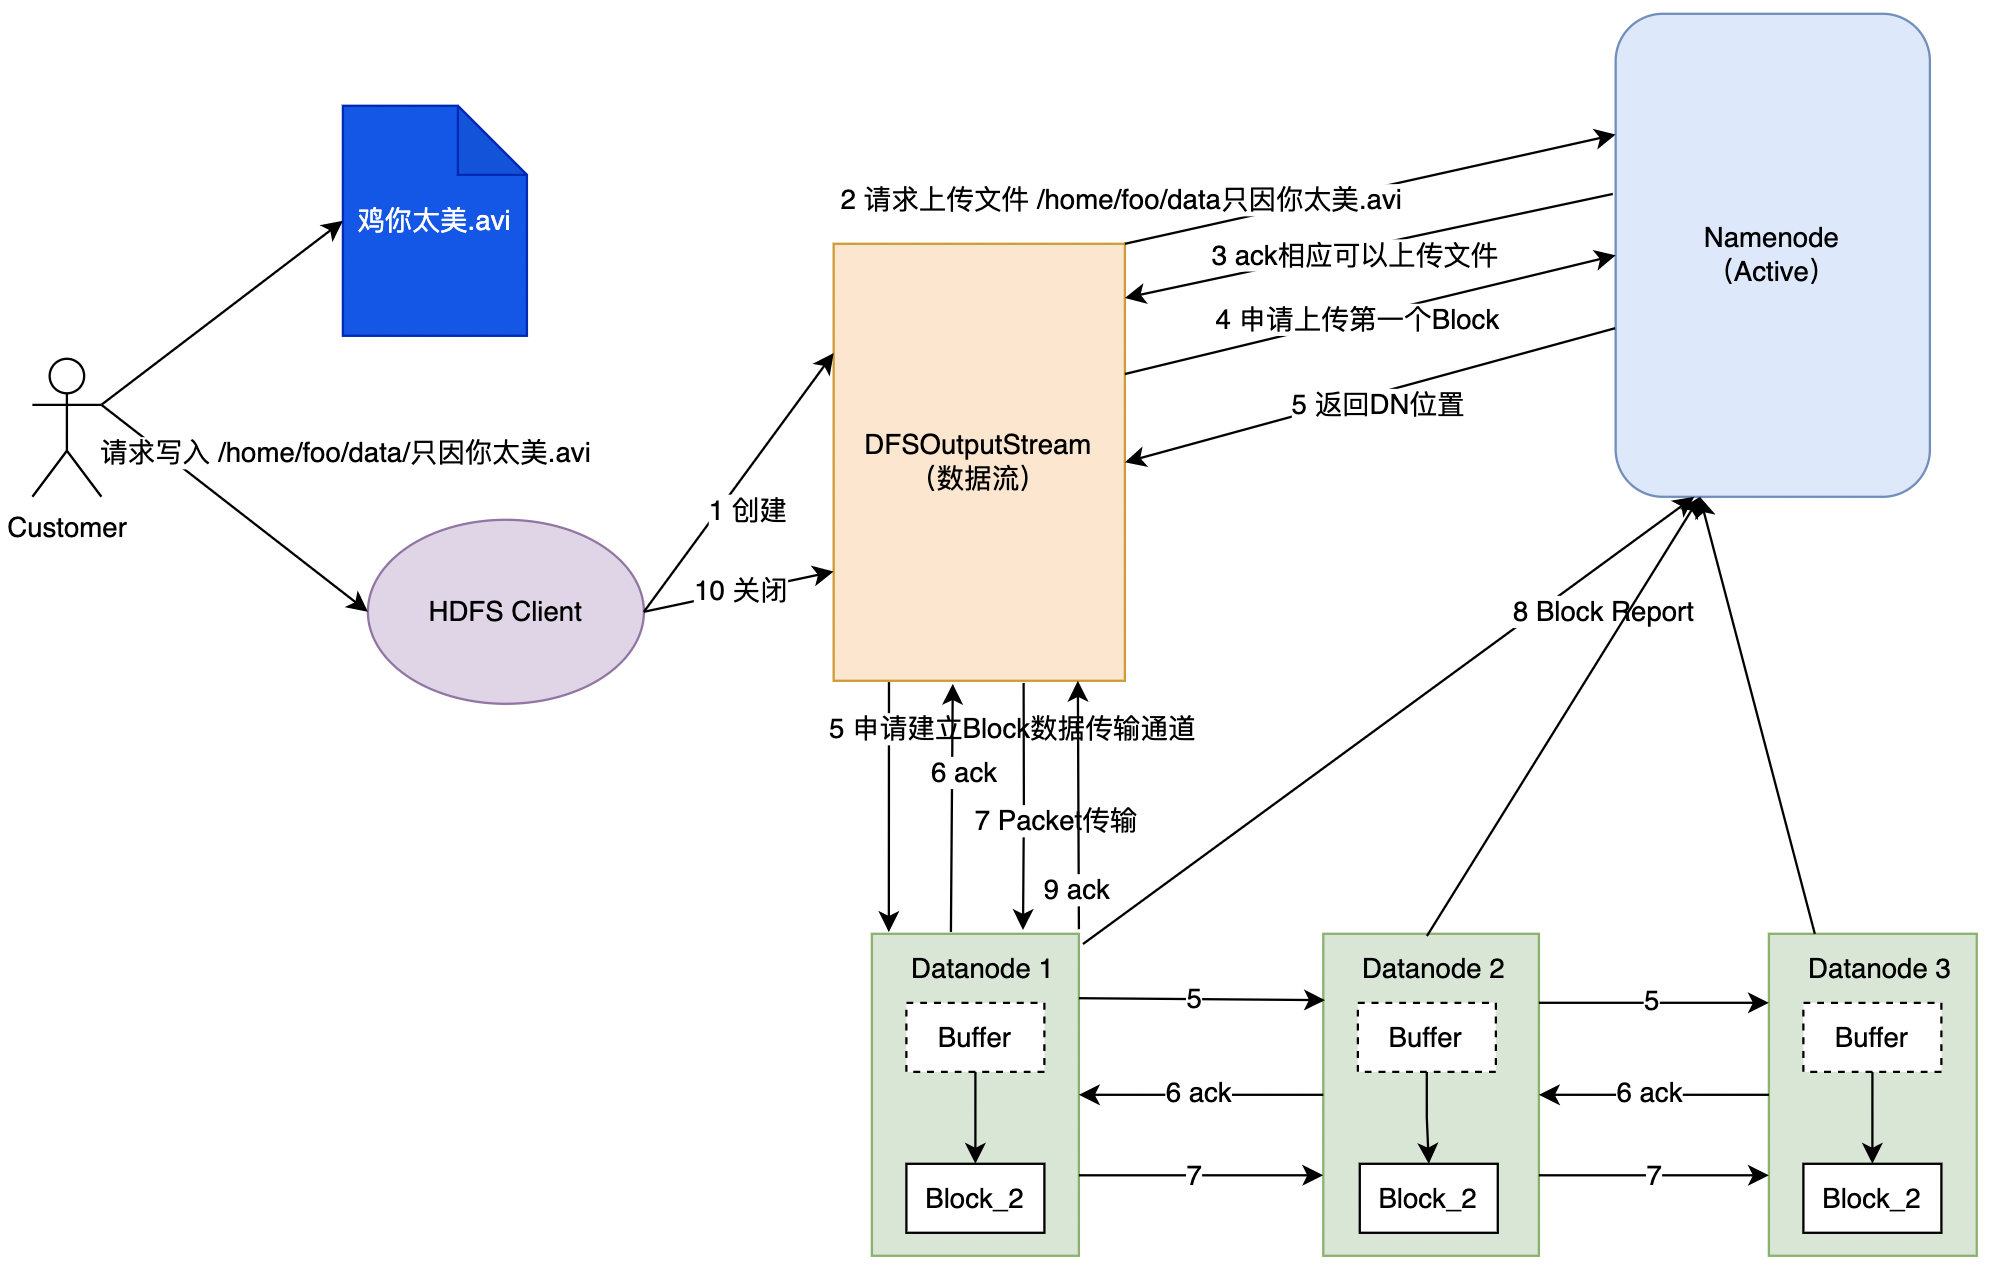 鸡你太美.avi
2 请求上传文件 /home/foo/data只因你太美.avi
Namenode
（Active）
3 ack相应可以上传文件
4 申请上传第一个Block
5 返回DN位置
DFSOutputStream
（数据流）
请求写入 /home/foo/data/只因你太美.avi
Customer
1 创建
10 关闭
HDFS Client
8 Block Report
5 申请建立Block数据传输通道
6 ack
7 Packet传输
9 ack
Datanode 1
Datanode 2
Datanode 3
5
5
Buffer
Buffer
Buffer
6 ack
6 ack
7
7
Block_2
Block_2
Block_2